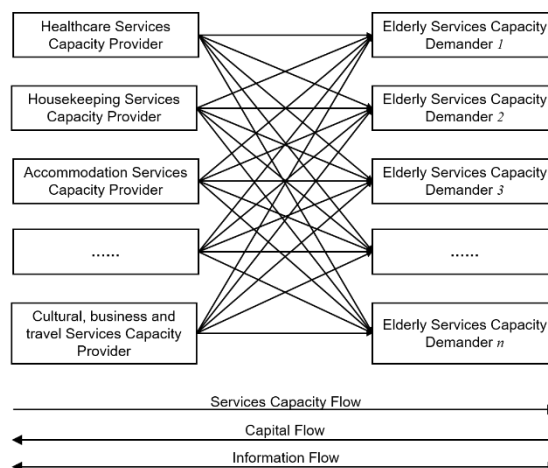 Healthcare Services
Capacity Provider
Elderly Services Capacity
Demander 1
Housekeeping Services
Capacity Provider
Elderly Services Capacity
Demander 2
Accommodation Services
Capacity Provider
Elderly Services Capacity
Demander 3
......
......
Cultural, business and
travel Services Capacity
Provider
Elderly Services Capacity
Demander n
Services Capacity Flow
Capital Flow
Information Flow